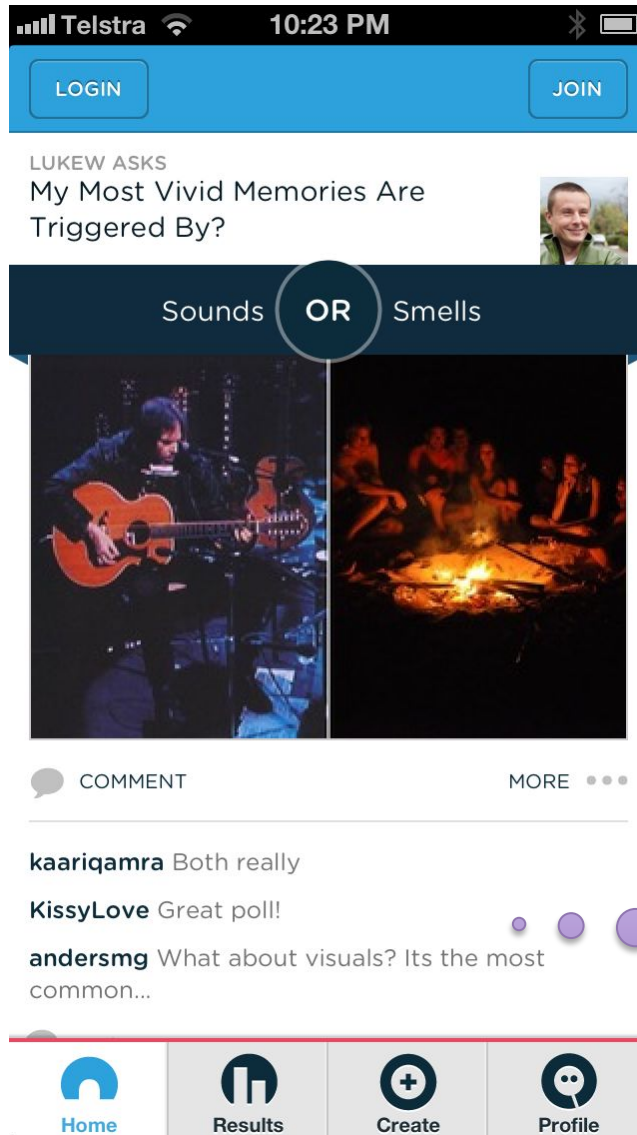 Telstra 10:23 PM
LOGIN JOIN
LUKEW ASKS
My Most Vivid Memories Are
Triggered By?
Sounds OR Smells
COMMENT MORE
kaariqamra Both really
KissyLove Great poll!
andersmg What about visuals? Its the most
common...
Home Results Create Profile